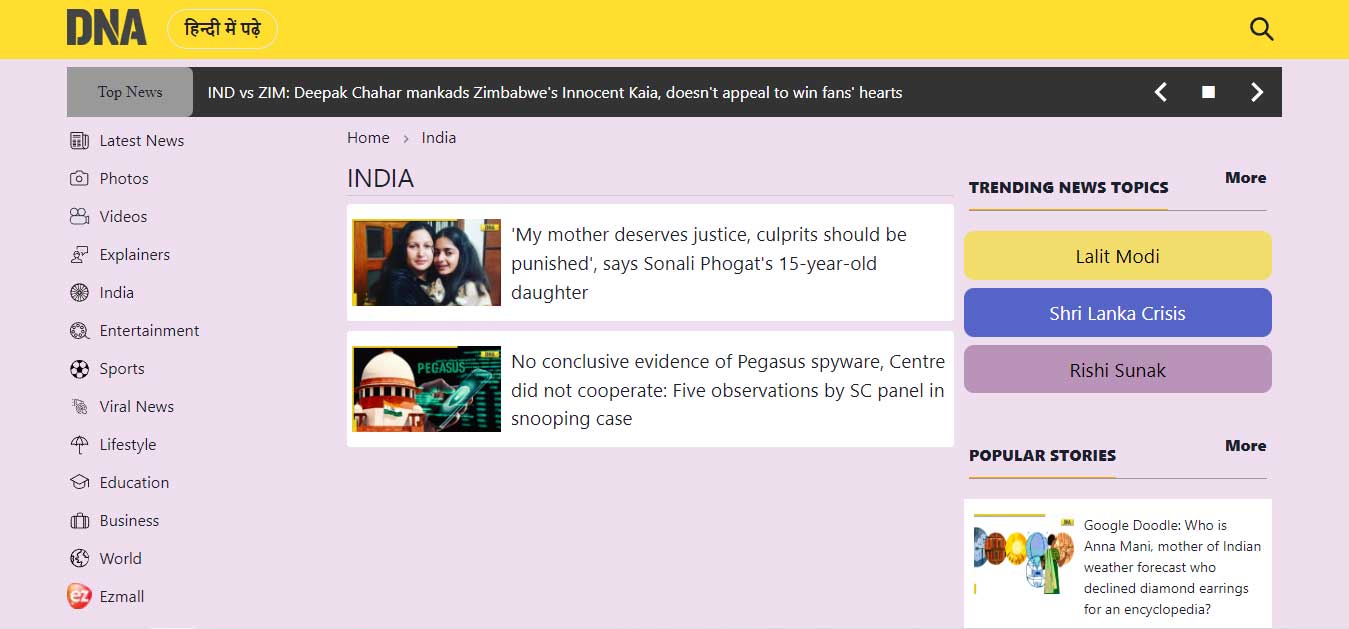 DNA
हिन्दी में पढ़े
Top News
IND vs ZIM: Deepak Chahar mankads Zimbabwe's Innocent Kaia, doesn't appeal to win fans' hearts
Latest News
Photos
Videos
Explainers
India
Entertainment
Sports
Viral News
Lifestyle
Education
Business
World
ez
Ezmall
Home
India
INDIA
'My mother deserves justice, culprits should be
punished', says Sonali Phogat's 15-year-old
daughter
PEGASUS
No conclusive evidence of Pegasus spyware, Centre
did not cooperate: Five observations by SC panel in
snooping case
More
TRENDING NEWS TOPICS
Lalit Modi
Shri Lanka Crisis
Rishi Sunak
More
POPULAR STORIES
Google Doodle: Who is
Anna Mani, mother of Indian
weather forecast who
declined diamond earrings
for an encyclopedia?